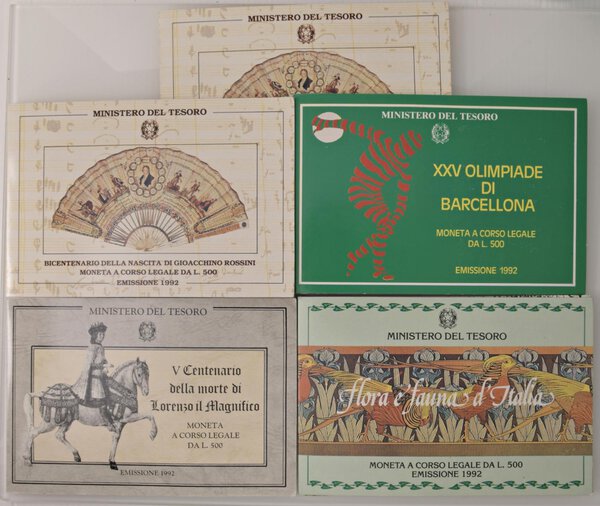 MINISTERO DEL TESORO
MINISTERO DEL TESORO
BICENTENARIO DELLA NASCITA DI GIOACCHINO ROSSINI
MONETA A CORSO LEGALE DA L. 500
EMISSIONE 1992
MINISTERO DEL TESORO
XXV OLIMPIADE
DI
BARCELLONA
MONETA A CORSO LEGALE
DA L. 500
EMISSIONE 1992
MINISTERO DEL TESORO
V Centenario
della morte di
Lorenzo il Magnifico
MONETA
A CORSO LEGALE
DA L. 500
EMISSIONE 1992
MINISTERO DEL TESORO
flora e fauna d'Italia
MONETA A CORSO LEGALE DA L. 500
EMISSIONE 1992